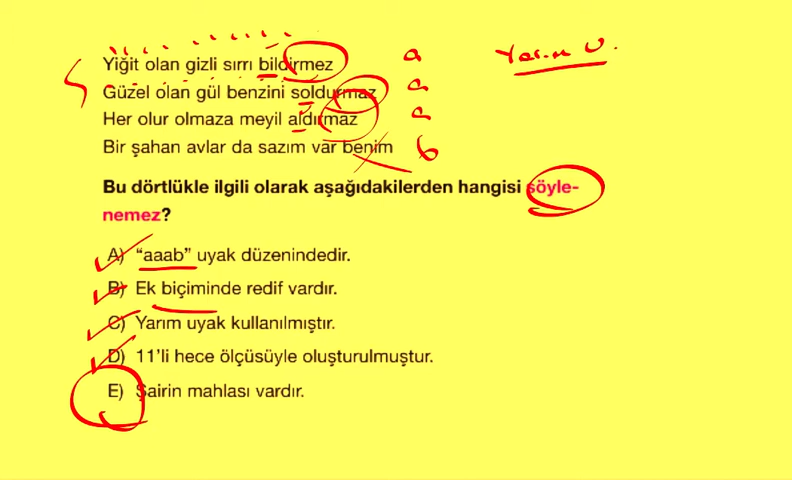 Yiğit olan gizli sırrı bildirmez a Yarım U.
Güzel olan gül benzini soldurmaz a
Her olur olmaza meyil aldırmaz a
Bir şahan avlar da sazım var benim b
Bu dörtlükle ilgili olarak aşağıdakilerden hangisi söyle-
nemez?
A) “aaab” uyak düzenindedir.
B) Ek biçiminde redif vardır.
C) Yarım uyak kullanılmıştır.
D) 11’li hece ölçüsüyle oluşturulmuştur.
E) Şairin mahlası vardır.